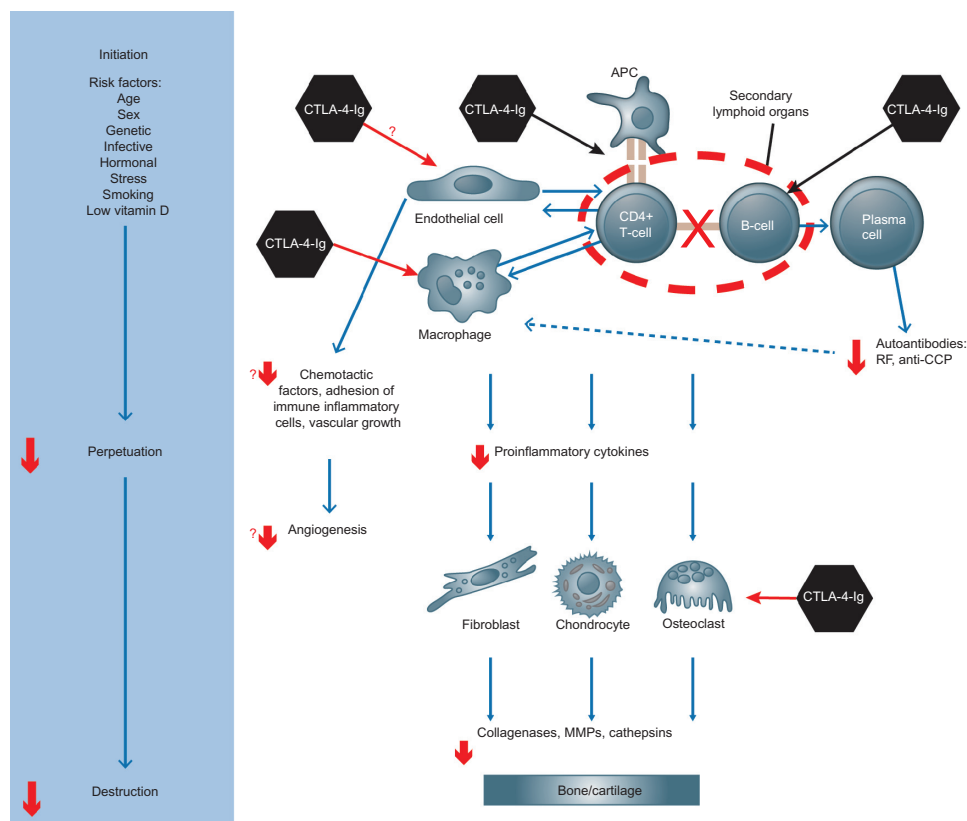 Initiation
Risk factors:
Age
Sex
Genetic
Infective
Hormonal
Stress
Smoking
Low vitamin D
Perpetuation
Destruction
CTLA-4-Ig
?
CTLA-4-Ig
APC
Secondary
lymphoid organs
CTLA-4-Ig
Endothelial cell
CD4+
T-cell
X
B-cell
Plasma
cell
CTLA-4-Ig
Macrophage
Autoantibodies:
RF, anti-CCP
?
Chemotactic
factors, adhesion of
immune inflammatory
cells, vascular growth
Proinflammatory cytokines
?
Angiogenesis
Fibroblast
Chondrocyte
Osteoclast
CTLA-4-Ig
Collagenases, MMPs, cathepsins
Bone/cartilage